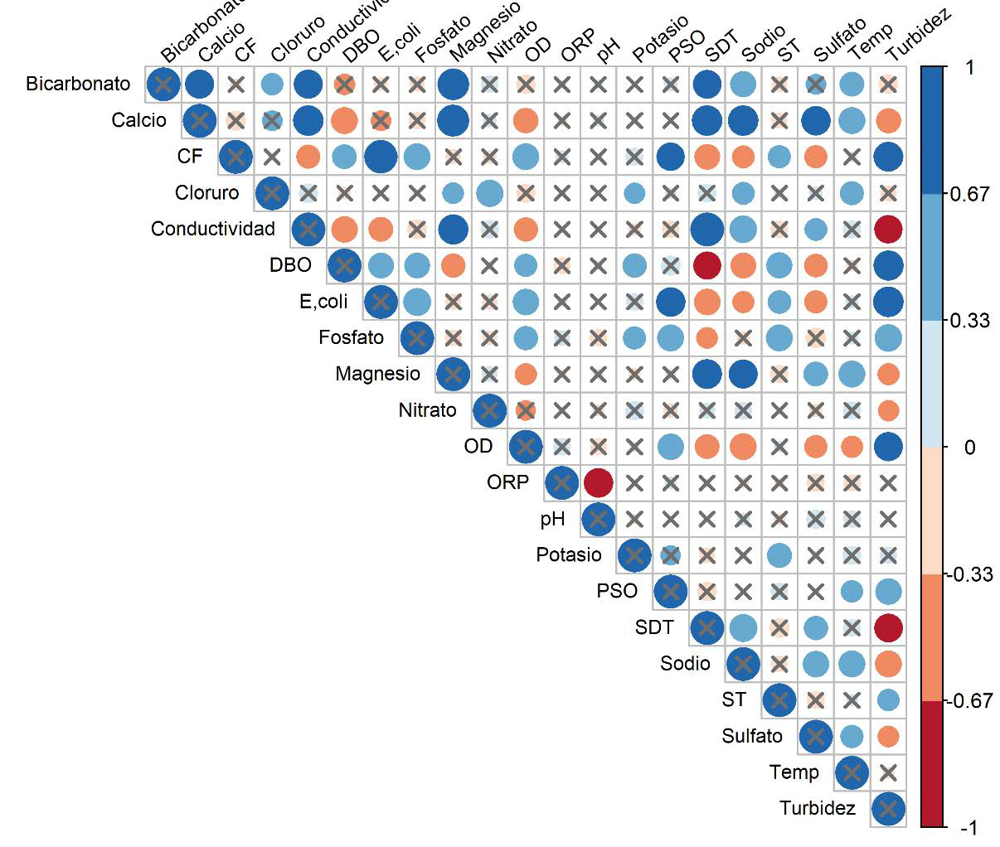 Bicarbonato
Calcio
CF
Cloruro
DBO
E,coli
Fosfato
Magnesio
Nitrato
OD
ORP
pH
Potasio
PSO
SDT
Sodio
ST
Sulfato
Temp
Turbidez
Bicarbonato
Calcio
CF
Cloruro
Conductividad
DBO
E,coli
Fosfato
Magnesio
Nitrato
OD
ORP
pH
Potasio
PSO
SDT
Sodio
ST
Sulfato
Temp
Turbidez
1
0.67
0.33
0
-0.33
-0.67
-1